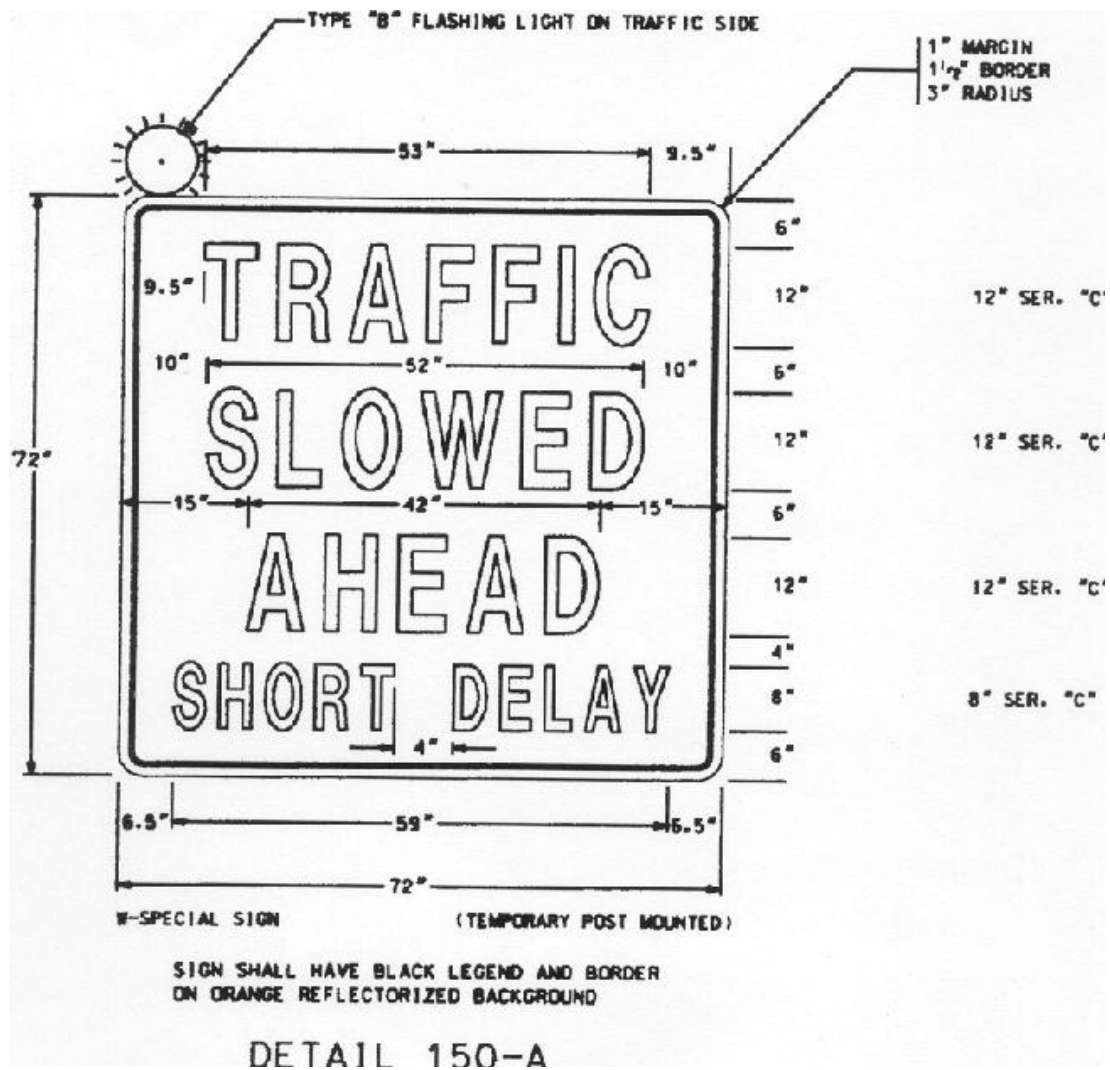 TYPE "B" FLASHING LIGHT ON TRAFFIC SIDE
1" MARGIN
1 1/2" BORDER
3" RADIUS
53" 9.5"
6"
TRAFFIC
9.5" 12" 12" SER. "C"
10" 52" 10" 6"
SLOWED
72" 12" 12" SER. "C"
15" 42" 15" 6"
AHEAD
12" 12" SER. "C"
4"
SHORT DELAY
8" 8" SER. "C"
4" 6"
6.5" 59" 6.5"
72"
W-SPECIAL SIGN (TEMPORARY POST MOUNTED)
SIGN SHALL HAVE BLACK LEGEND AND BORDER
ON ORANGE REFLECTORIZED BACKGROUND
DETAIL 150-A